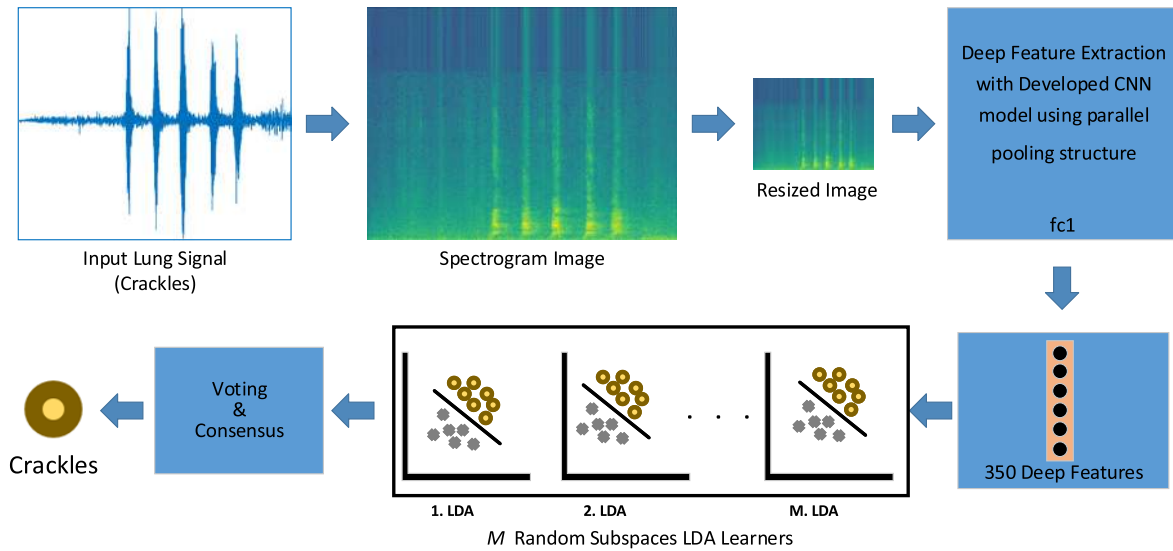 Input Lung Signal
(Crackles)
Spectrogram Image
Resized Image
Deep Feature Extraction
with Developed CNN
model using parallel
pooling structure
fc1
350 Deep Features
1. LDA
2. LDA
. . .
M. LDA
M Random Subspaces LDA Learners
Voting
&
Consensus
Crackles